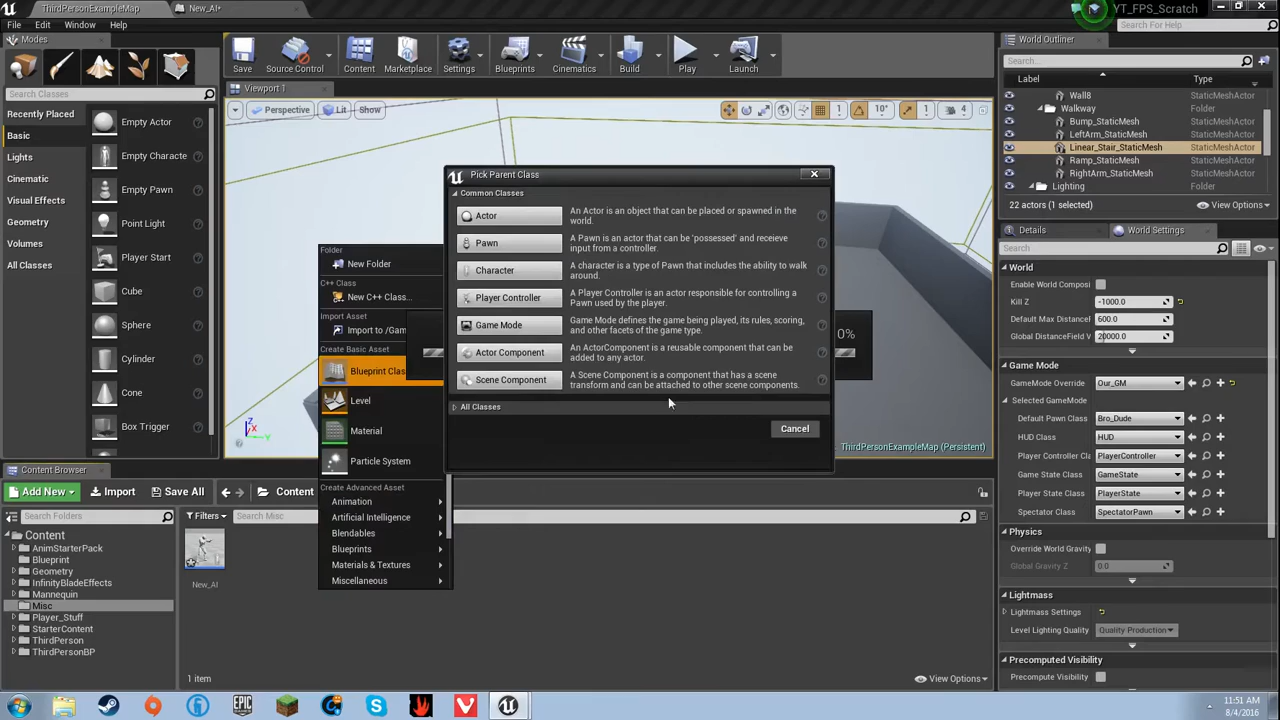 ThirdPersonExampleMap
New_AI*
YT_FPS_Scratch
File
Edit
Window
Help
Search For Help
Modes
Search Classes
Recently Placed
Basic
Lights
Cinematic
Visual Effects
Geometry
Volumes
All Classes
Empty Actor
Empty Characte
Empty Pawn
Point Light
Player Start
Cube
Sphere
Cylinder
Cone
Box Trigger
Save
Source Control
Content
Marketplace
Settings
Blueprints
Cinematics
Build
Play
Launch
Viewport 1
Perspective
Lit
Show
1
10°
1
4
Folder
New Folder
C++ Class
New C++ Class...
Import Asset
Import to /Gam
Create Basic Asset
Blueprint Clas
Level
Material
Particle System
Create Advanced Asset
Animation
Artificial Intelligence
Blendables
Blueprints
Materials & Textures
Miscellaneous
Pick Parent Class
Common Classes
Actor
An Actor is an object that can be placed or spawned in the
world.
Pawn
A Pawn is an actor that can be 'possessed' and receieve
input from a controller.
Character
A character is a type of Pawn that includes the ability to walk
around.
Player Controller
A Player Controller is an actor responsible for controlling a
Pawn used by the player.
Game Mode
Game Mode defines the game being played, its rules, scoring,
and other facets of the game type.
Actor Component
An ActorComponent is a reusable component that can be
added to any actor.
Scene Component
A Scene Component is a component that has a scene
transform and can be attached to other scene components.
All Classes
Cancel
0%
ThirdPersonExampleMap (Persistent)
World Outliner
Search...
Label
Type
Wall8
StaticMeshActor
Walkway
Folder
Bump_StaticMesh
StaticMeshActor
LeftArm_StaticMesh
StaticMeshActor
Linear_Stair_StaticMesh
StaticMeshActor
Ramp_StaticMesh
StaticMeshActor
RightArm_StaticMesh
StaticMeshActor
Lighting
Folder
22 actors (1 selected)
View Options
Details
World Settings
Search
World
Enable World Composi
Kill Z
-1000.0
Default Max Distance
600.0
Global DistanceField V
20000.0
Game Mode
GameMode Override
Our_GM
Selected GameMode
Default Pawn Class
Bro_Dude
HUD Class
HUD
Player Controller Cla
PlayerController
Game State Class
GameState
Player State Class
PlayerState
Spectator Class
SpectatorPawn
Physics
Override World Gravity
Global Gravity Z
0.0
Lightmass
Lightmass Settings
Level Lighting Quality
Quality Production
Precomputed Visibility
Precompute Visibility
Content Browser
Add New
Import
Save All
Content
Search Folders
Filters
Search Misc
Content
AnimStarterPack
Blueprint
Geometry
InfinityBladeEffects
Mannequin
Misc
Player_Stuff
StarterContent
ThirdPerson
ThirdPersonBP
New_AI
1 item
View Options
EPIC
GAMES
11:51 AM
8/4/2016